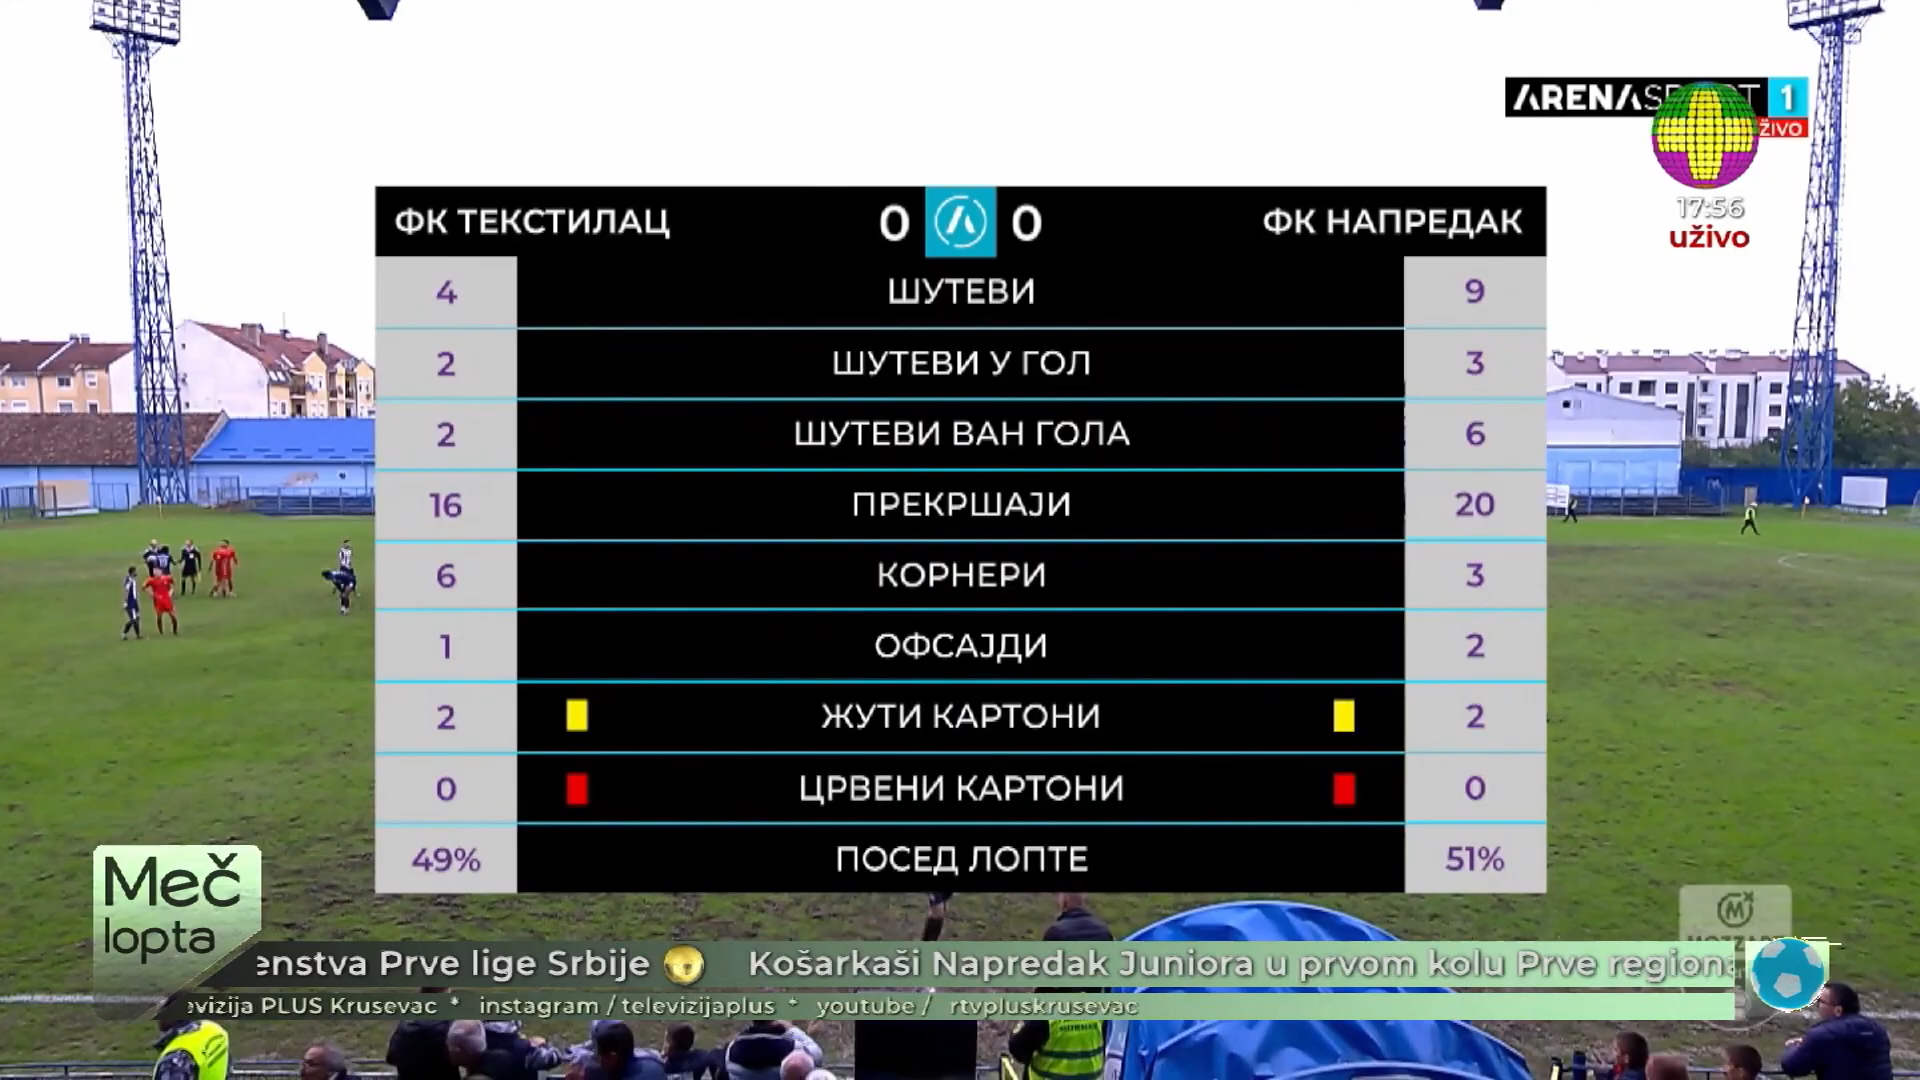 ARENA 1
ŽIVO
17:56
uživo
ФК ТЕКСТИЛАЦ 0 0 ФК НАПРЕДАК
4 ШУТЕВИ 9
2 ШУТЕВИ У ГОЛ 3
2 ШУТЕВИ ВАН ГОЛА 6
16 ПРЕКРШАЈИ 20
6 КОРНЕРИ 3
1 ОФСАЈДИ 2
2 ЖУТИ КАРТОНИ 2
0 ЦРВЕНИ КАРТОНИ 0
49% ПОСЕД ЛОПТЕ 51%
Meč
lopta
enstva Prve lige Srbije Košarkaši Napredak Juniora u prvom kolu Prve regiona
evizija PLUS Krusevac * instagram / televizijaplus * youtube / rtvpluskrusevac